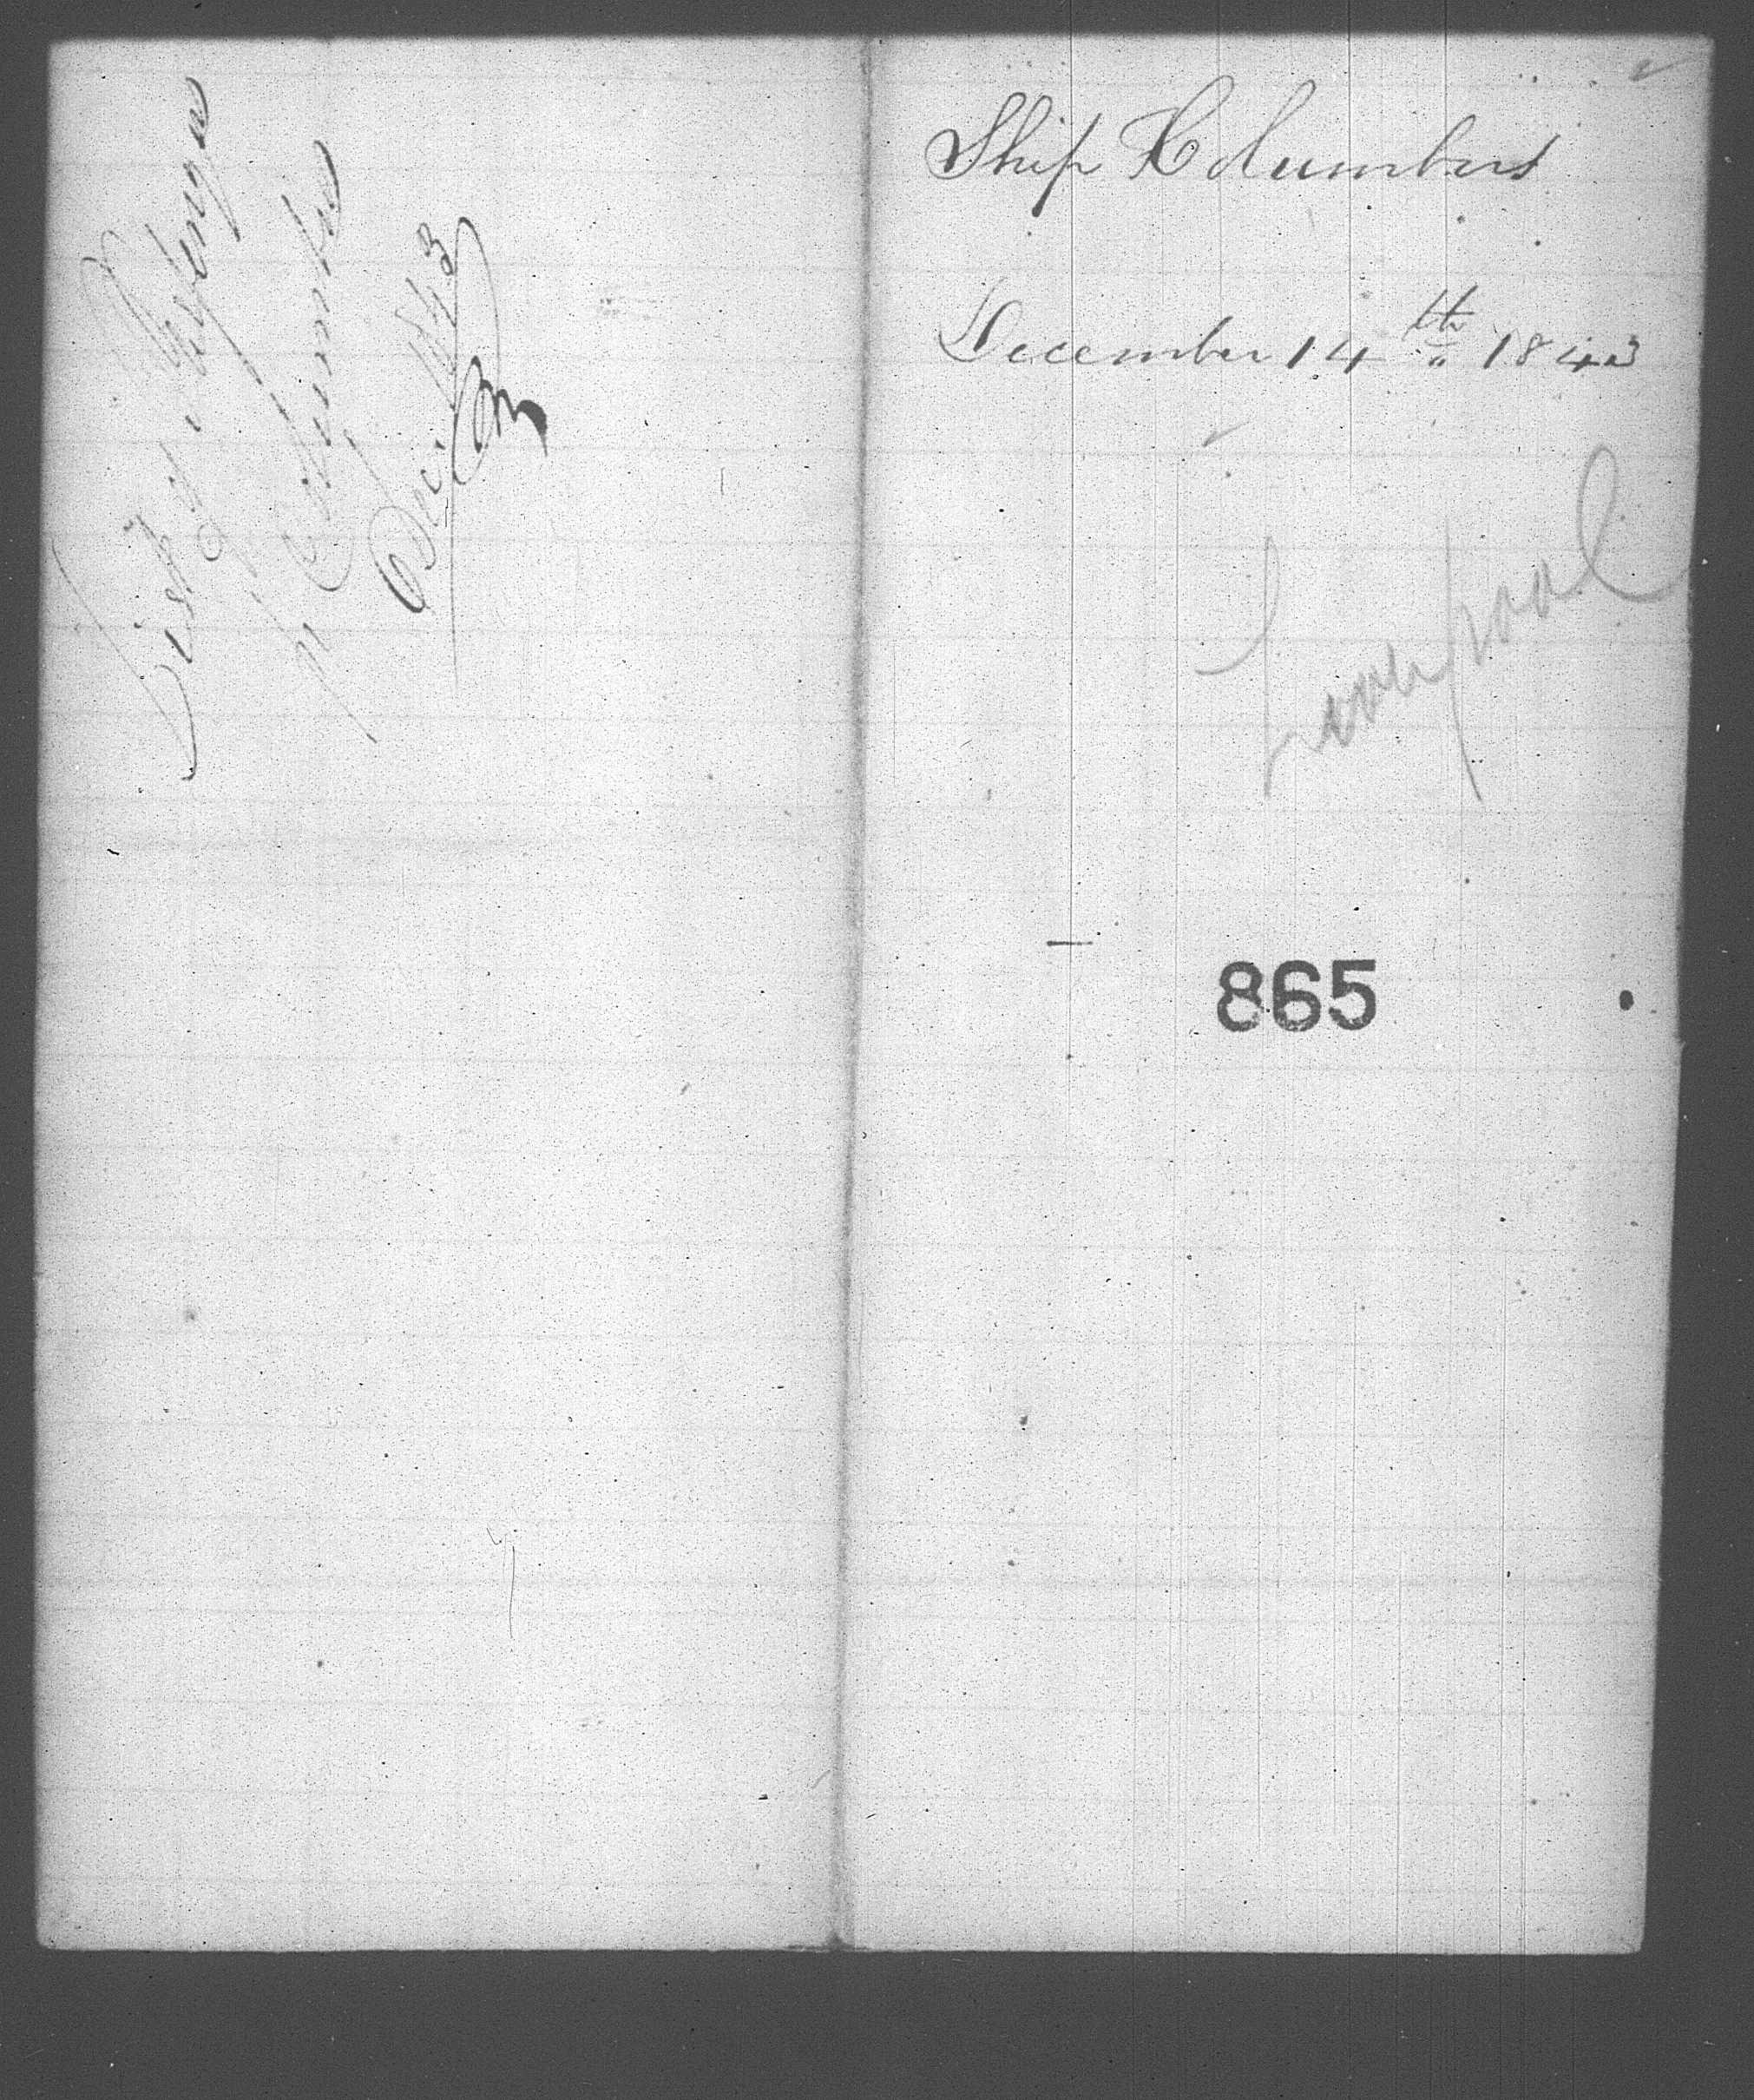 List of Passengers
p Columbus
Dec. 1843
Ship Columbus
December 14th 1843
Liverpool
865